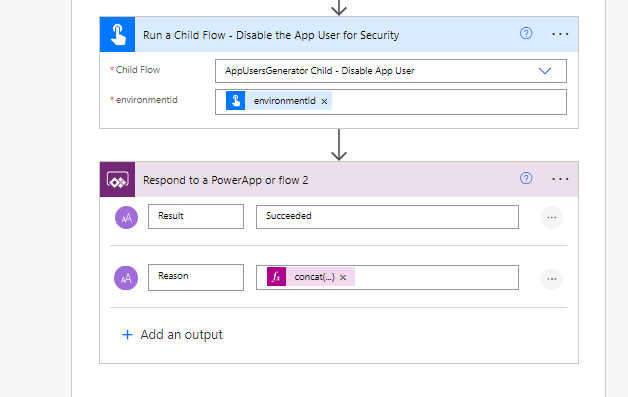 Run a Child Flow - Disable the App User for Security
* Child Flow
AppUsersGenerator Child - Disable App User
* environmentId
environmentId ×
Respond to a PowerApp or flow 2
Result
Succeeded
Reason
fx concat(...) ×
+ Add an output